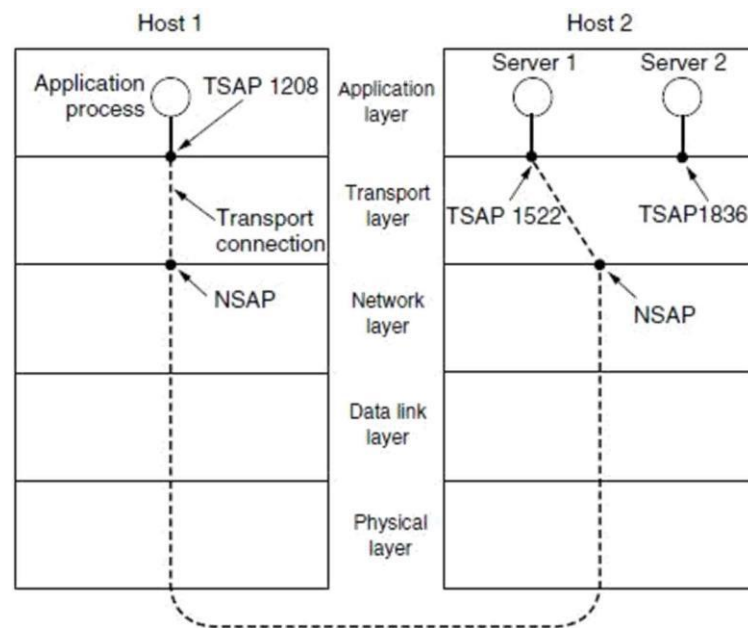 Host 1
Host 2
Application
process
TSAP 1208
Application
layer
Server 1
Server 2
Transport
connection
Transport
layer
TSAP 1522
TSAP1836
NSAP
Network
layer
NSAP
Data link
layer
Physical
layer